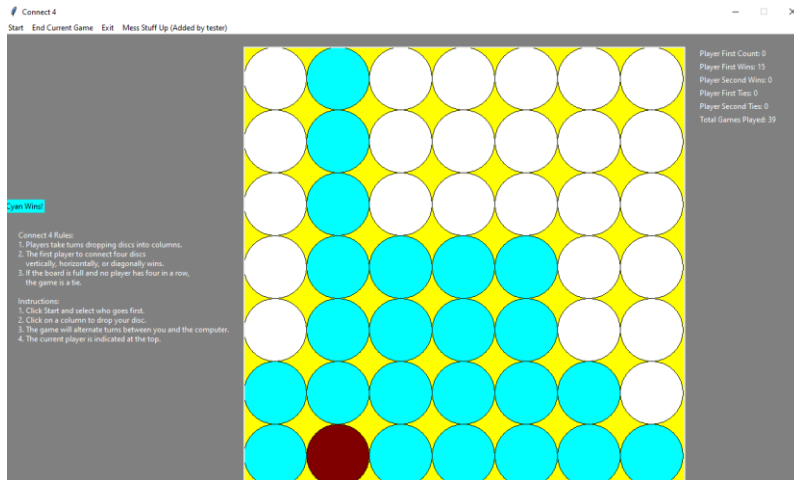 Connect 4
Start End Current Game Exit Mess Stuff Up (Added by tester)
Player First Count: 0
Player First Wins: 15
Player Second Wins: 0
Player First Ties: 0
Player Second Ties: 0
Total Games Played: 39
Cyan Wins!
Connect 4 Rules:
1. Players take turns dropping discs into columns.
2. The first player to connect four discs
vertically, horizontally, or diagonally wins.
3. If the board is full and no player has four in a row,
the game is a tie.
Instructions:
1. Click Start and select who goes first.
2. Click on a column to drop your disc.
3. The game will alternate turns between you and the computer.
4. The current player is indicated at the top.